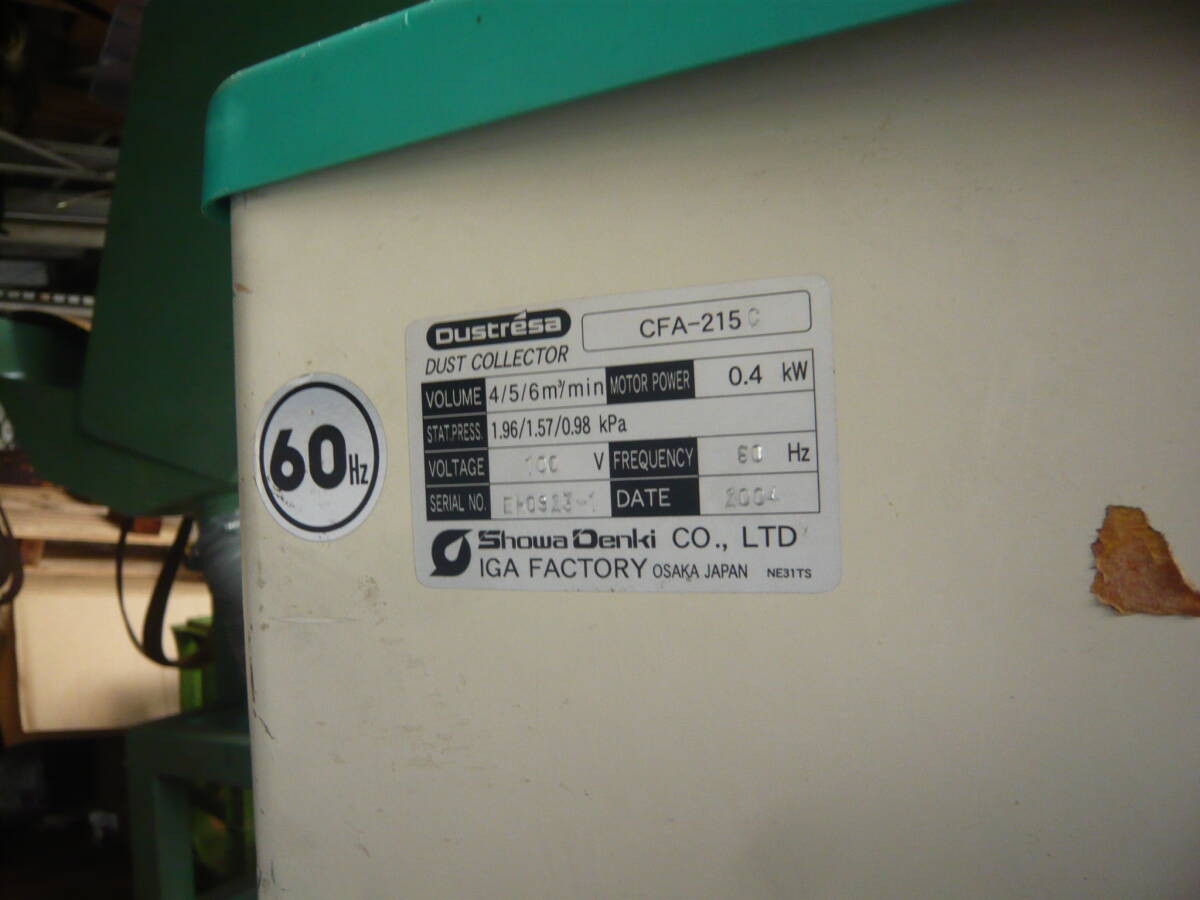 60Hz
Dustrésa CFA-215C
DUST COLLECTOR
VOLUME 4/5/6m³/min MOTOR POWER 0.4 kW
STAT.PRESS. 1.96/1.57/0.98 kPa
VOLTAGE 100 V FREQUENCY 60 Hz
SERIAL NO. DATE 2004
Showa Denki CO., LTD
IGA FACTORY OSAKA JAPAN NE31TS